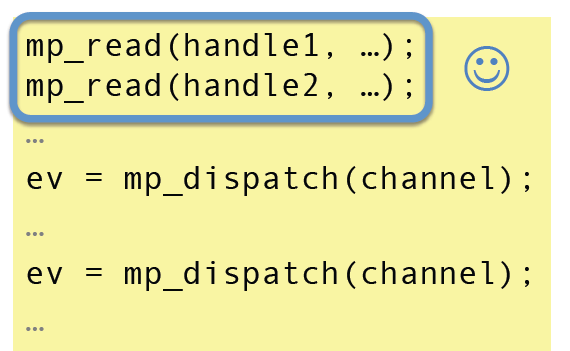 mp_read(handle1, …);
mp_read(handle2, …);
…
ev = mp_dispatch(channel);
…
ev = mp_dispatch(channel);
…